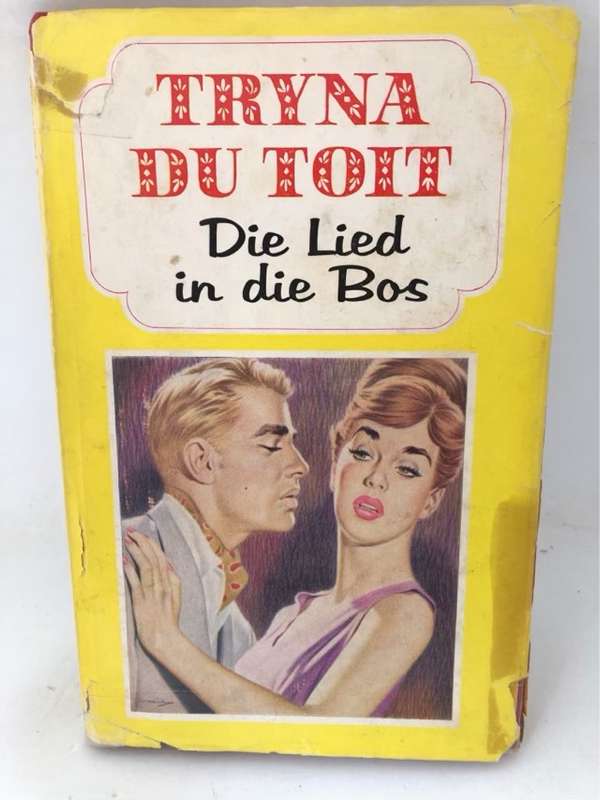 TRYNA
DU TOIT
Die Lied
in die Bos